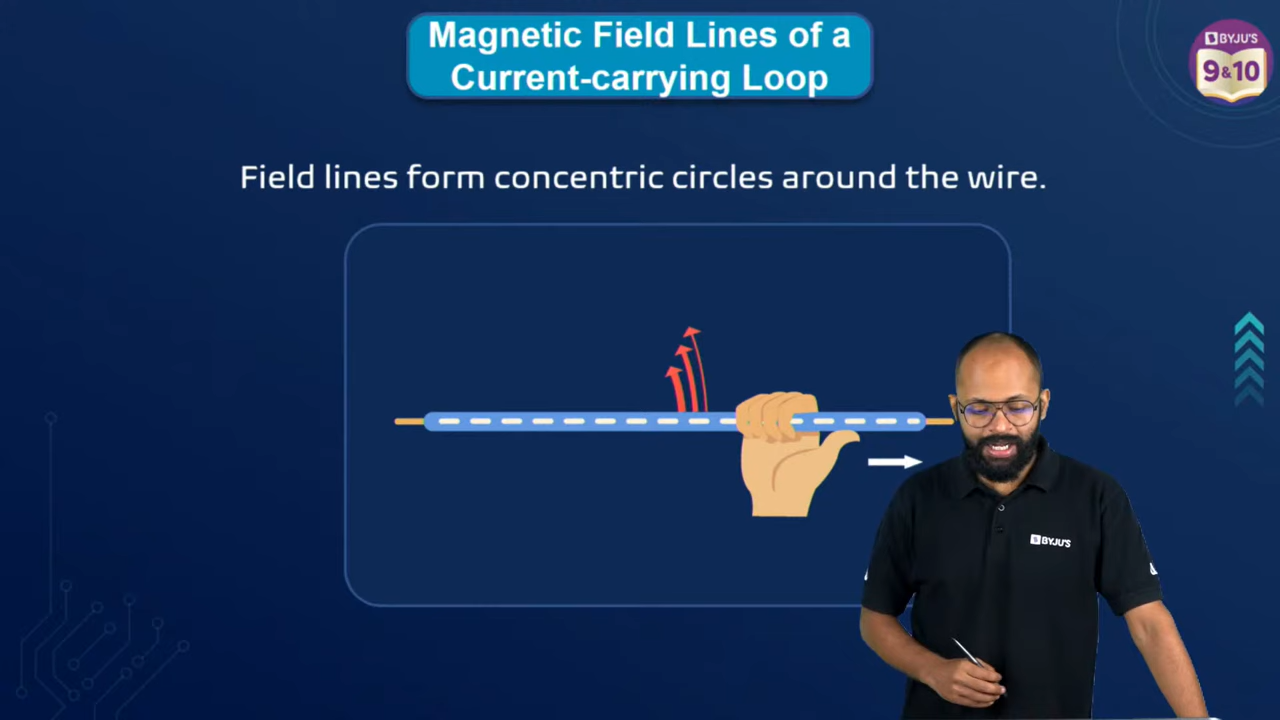 Magnetic Field Lines of a
Current-carrying Loop
BYJU'S
9&10
Field lines form concentric circles around the wire.
BYJU'S